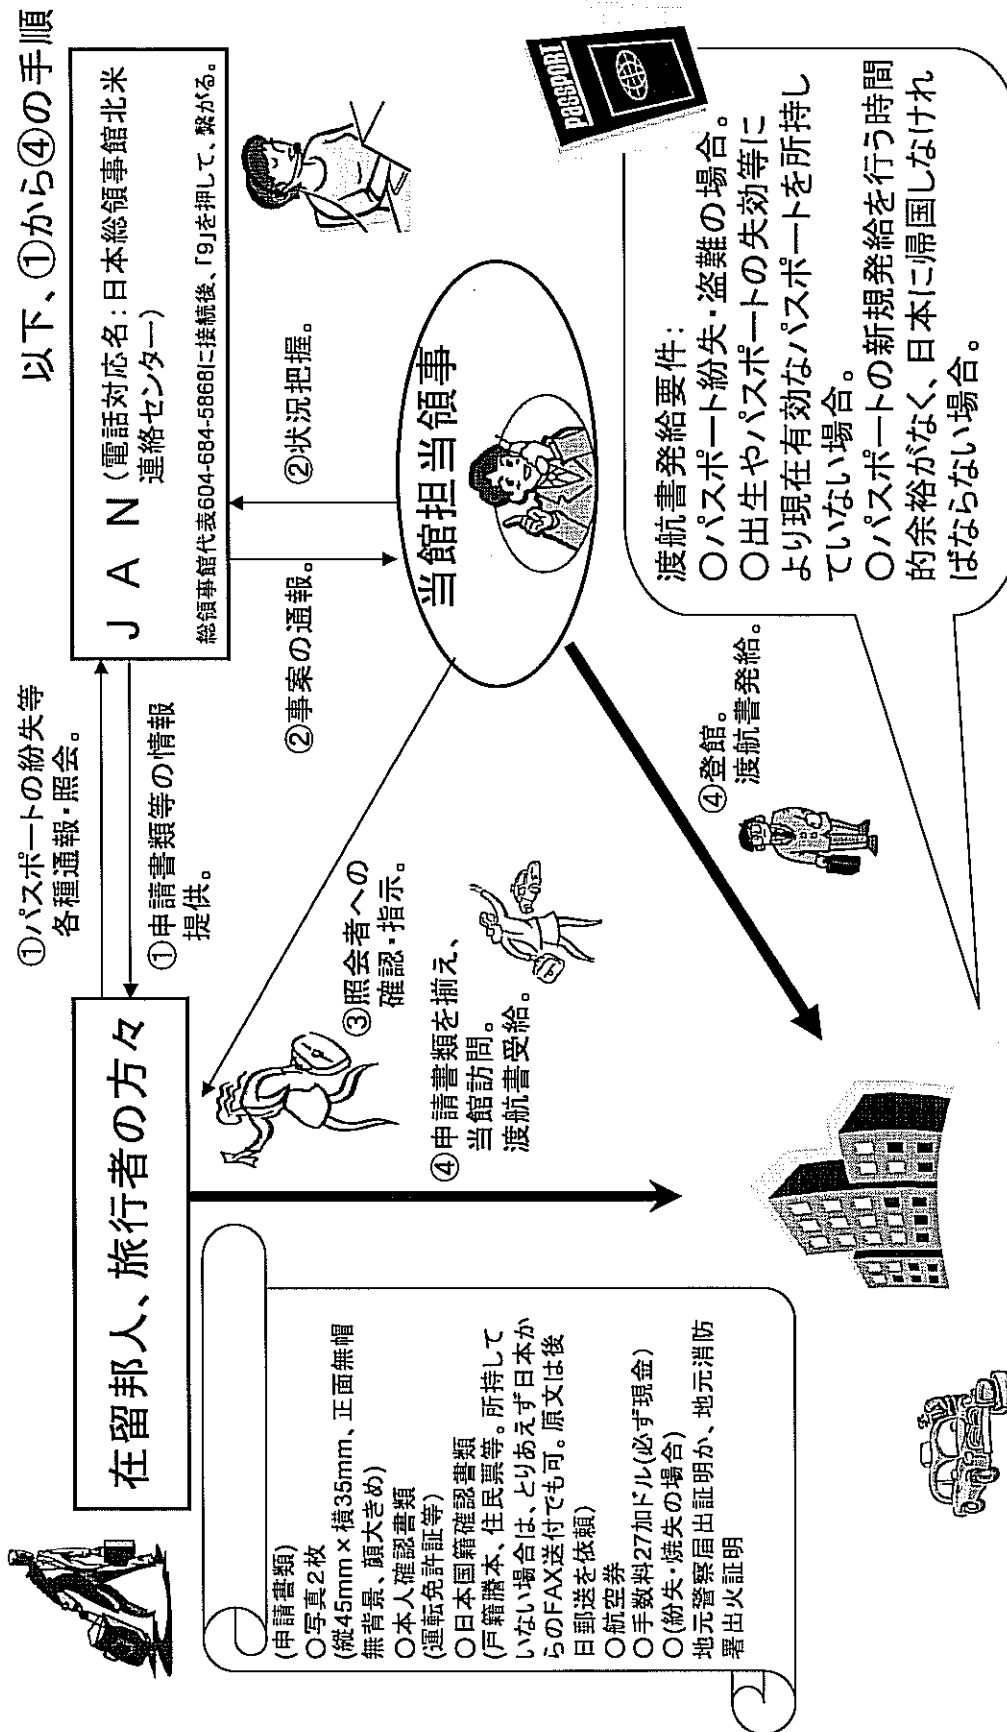 以下、①から④の手順
在留邦人、旅行者の方々
①パスポートの紛失等
各種通報・照会。
①申請書類等の情報
提供。
J A N (電話対応名:日本総領事館北米
連絡センター)
総領事館代表604-684-5868に接続後、「9」を押して、繋がる。
②事案の通報。
②状況把握。
当館担当領事
③照会者への
確認・指示。
④申請書類を揃え、
当館訪問。
渡航書受給。
④登館。
渡航書発給。
(申請書類)
○写真2枚
(縦45mm×横35mm、正面無帽
無背景、顔大きめ)
○本人確認書類
(運転免許証等)
○日本国籍確認書類
(戸籍謄本、住民票等。所持して
いない場合は、とりあえず日本か
らのFAX送付でも可。原文は後
日郵送を依頼)
○航空券
○手数料27加ドル(必ず現金)
○(紛失・焼失の場合)
地元警察届出証明か、地元消防
署出火証明
PASSPORT
渡航書発給要件:
○パスポート紛失・盗難の場合。
○出生やパスポートの失効等に
より現在有効なパスポートを所持し
ていない場合。
○パスポートの新規発給を行う時間
的余裕がなく、日本に帰国しなけれ
ばならない場合。